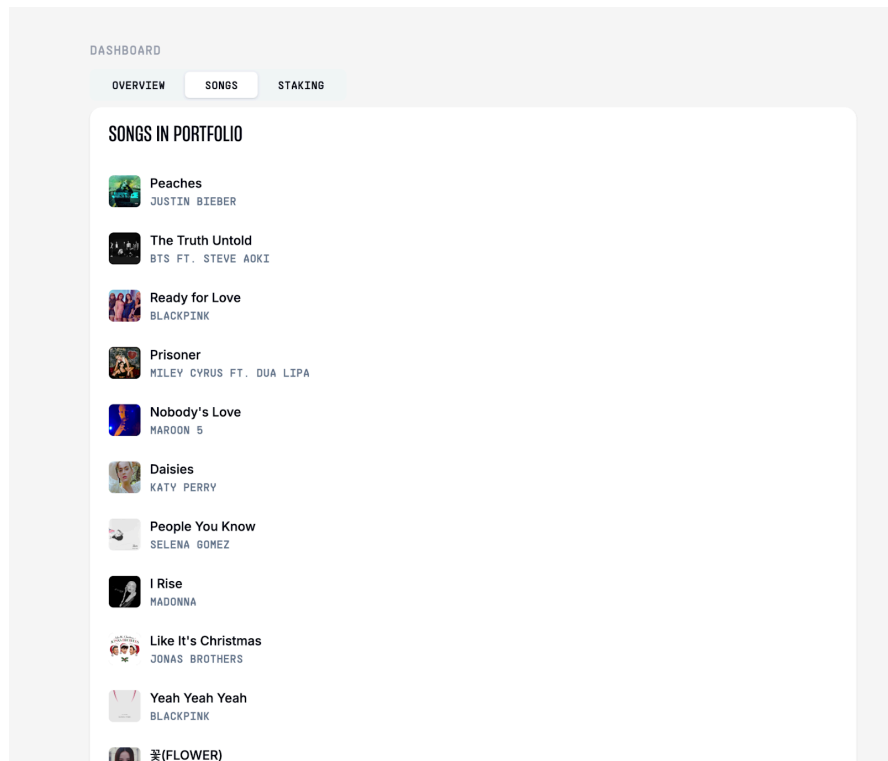 DASHBOARD
OVERVIEW SONGS STAKING
SONGS IN PORTFOLIO
Peaches
JUSTIN BIEBER
The Truth Untold
BTS FT. STEVE AOKI
Ready for Love
BLACKPINK
Prisoner
MILEY CYRUS FT. DUA LIPA
Nobody's Love
MAROON 5
Daisies
KATY PERRY
People You Know
SELENA GOMEZ
I Rise
MADONNA
Like It's Christmas
JONAS BROTHERS
Yeah Yeah Yeah
BLACKPINK
꽃(FLOWER)